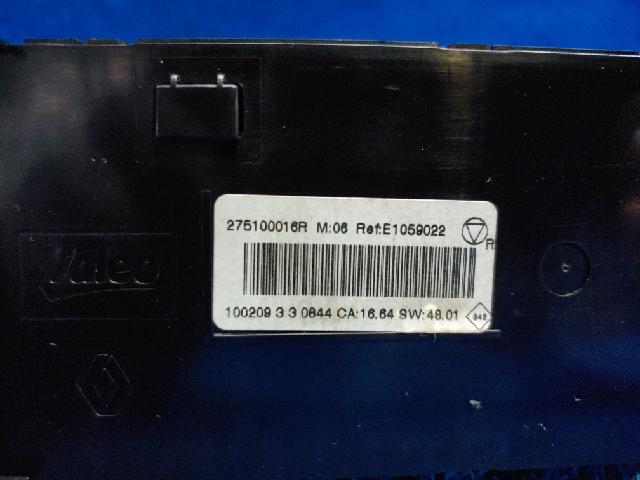 275100016R M:06 Ref:E1059022
R
Valeo
100209 3 3 0844 CA:16.64 SW:48.01